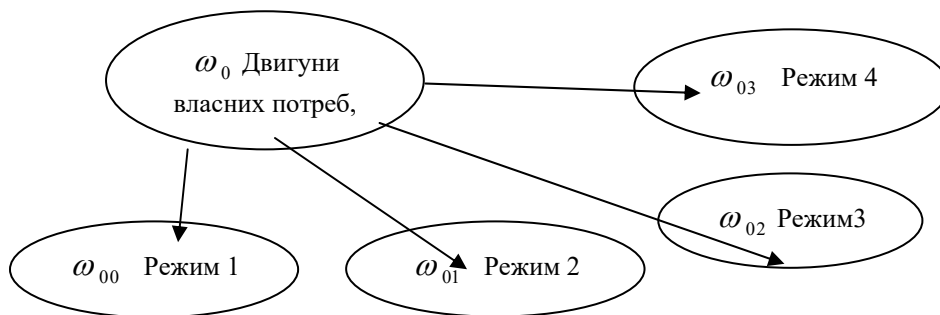 ω₀ Двигуни
власних потреб,
ω₀₃ Режим 4
ω₀₂ Режим3
ω₀₀ Режим 1
ω₀₁ Режим 2